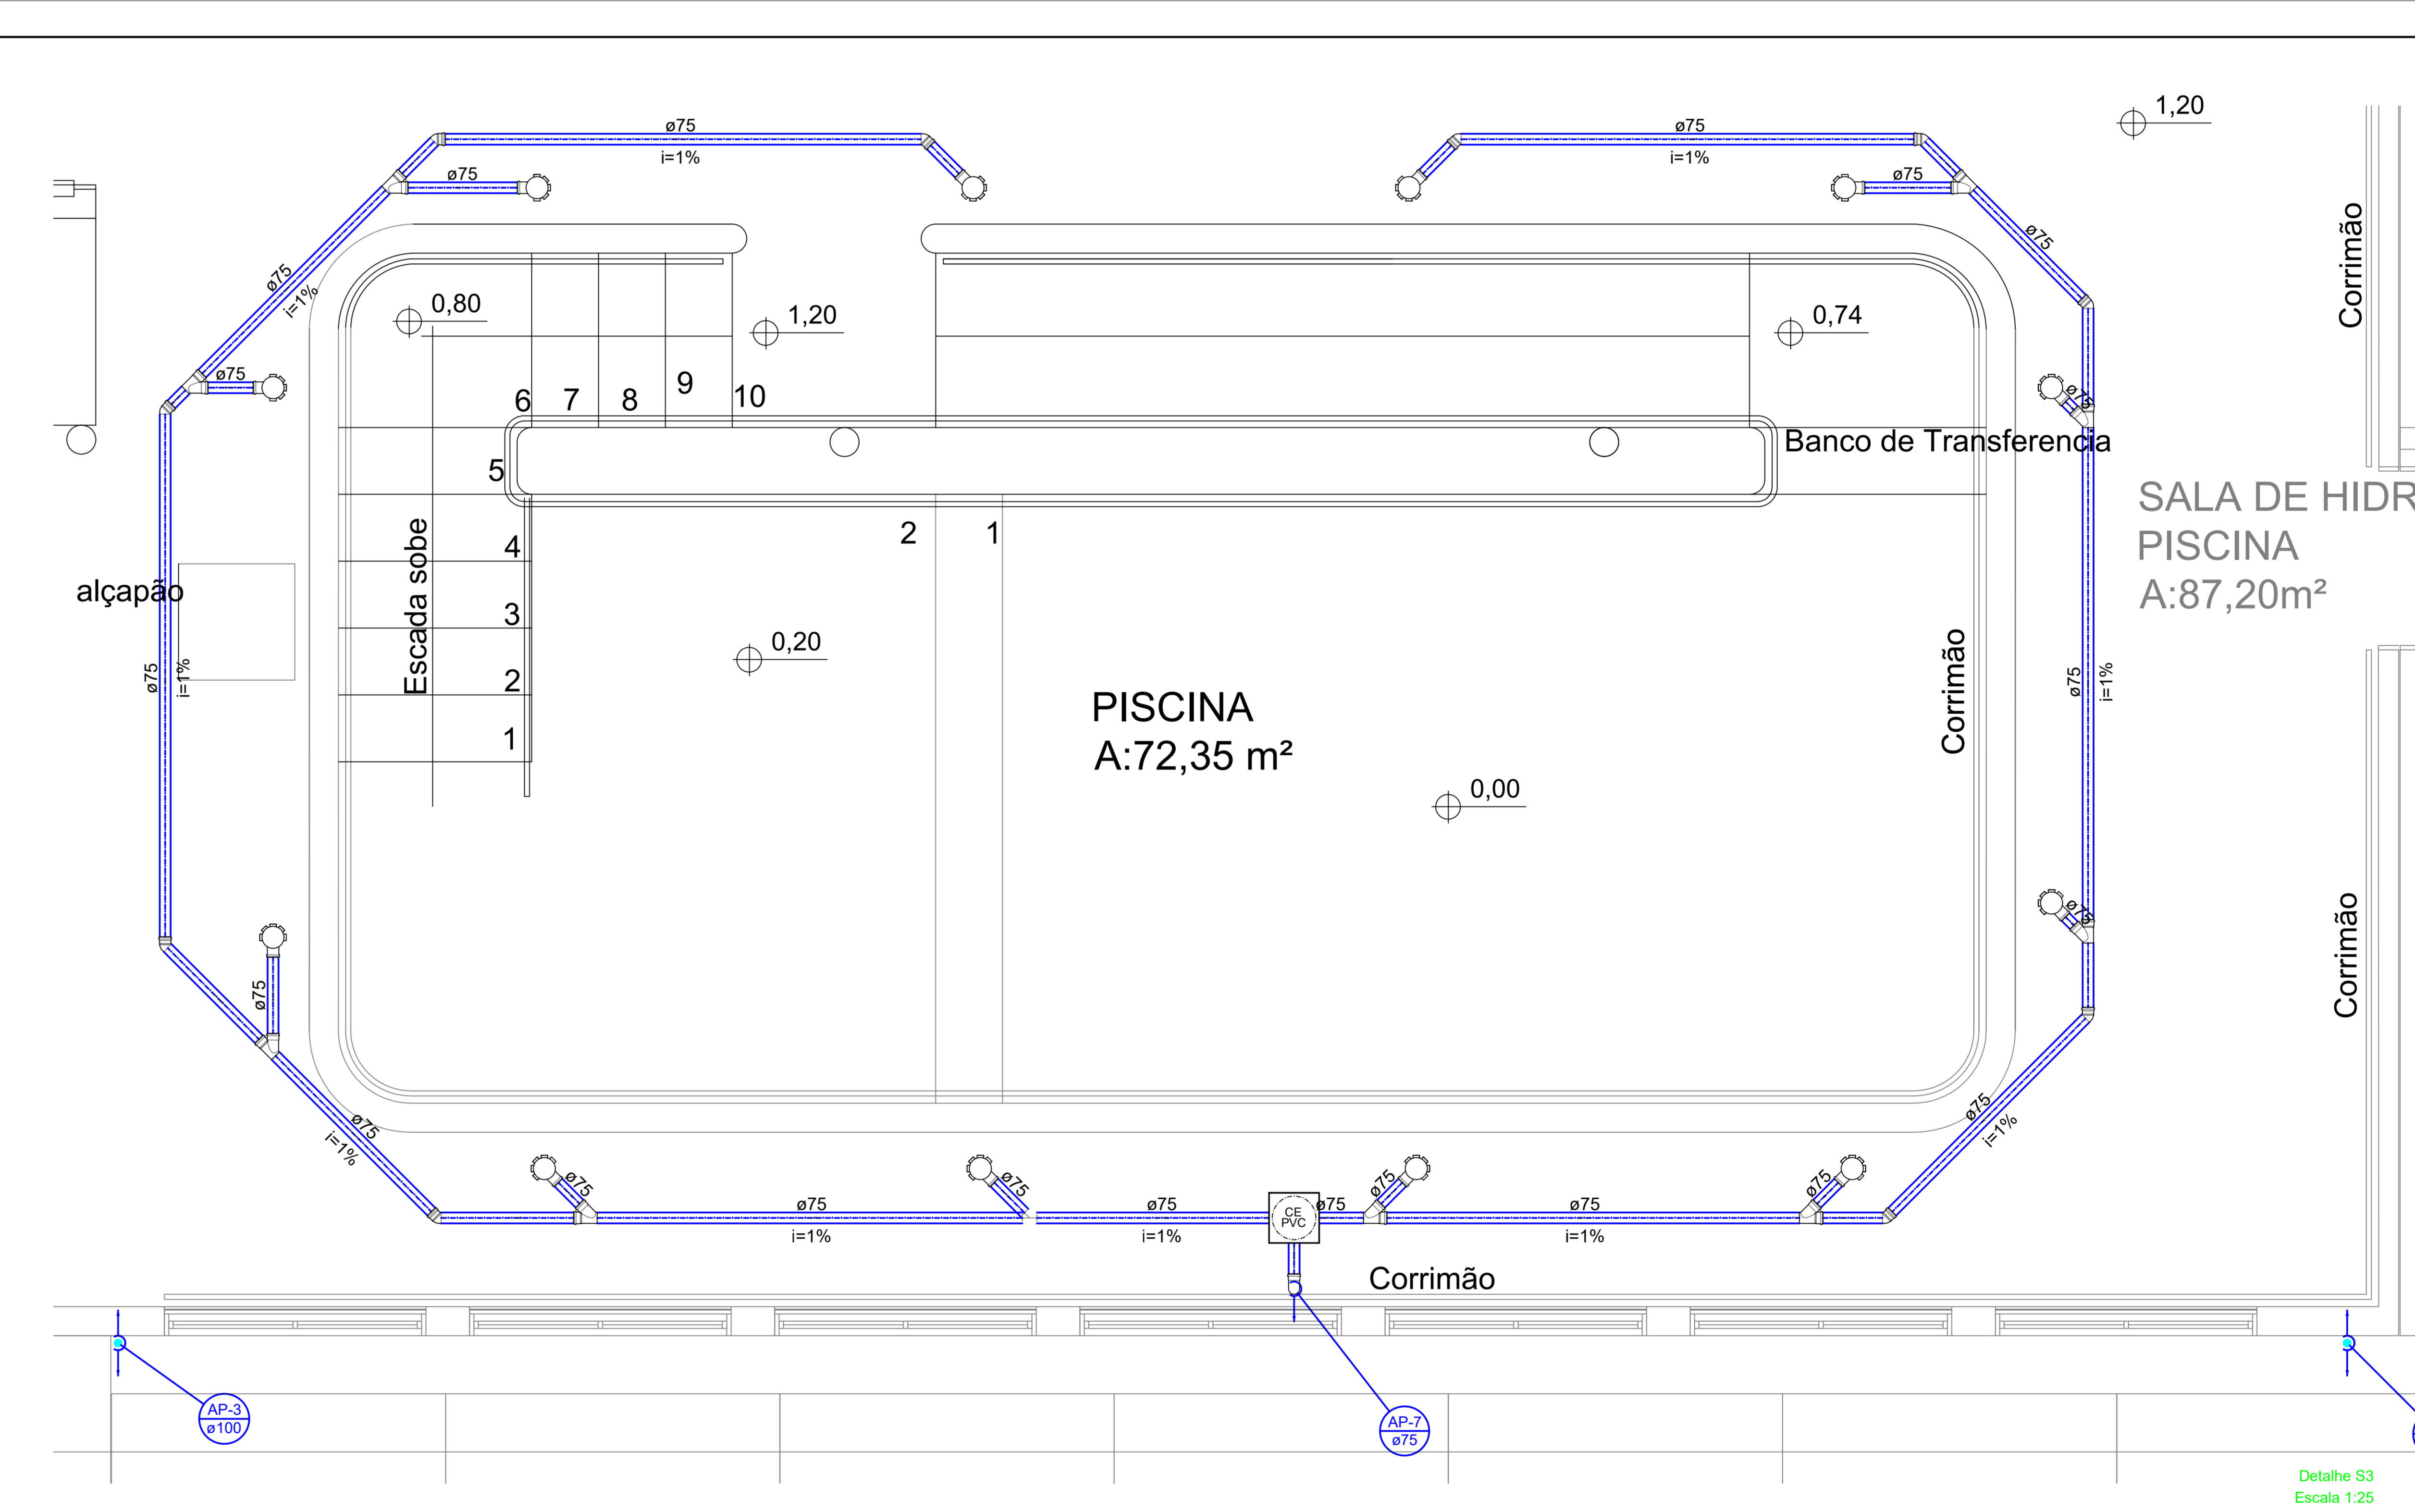 1,20
ø75
i=1%
ø75
i=1%
ø75
ø75
ø75
i=1%
ø75
ø75
Corrimão
0,80
1,20
0,74
ø75
ø75
6
7
8
9
10
5
Banco de Transferencia
SALA DE HIDR
PISCINA
A:87,20m²
Escada sobe
4
3
2
1
2
1
alçapão
0,20
PISCINA
A:72,35 m²
0,00
Corrimão
ø75
i=1%
ø75
i=1%
ø75
ø75
Corrimão
ø75
i=1%
ø75
i=1%
ø75
ø75
ø75
ø75
ø75
i=1%
ø75
i=1%
CE
PVC
ø75
ø75
i=1%
Corrimão
AP-3
ø100
AP-7
ø75
Detalhe S3
Escala 1:25